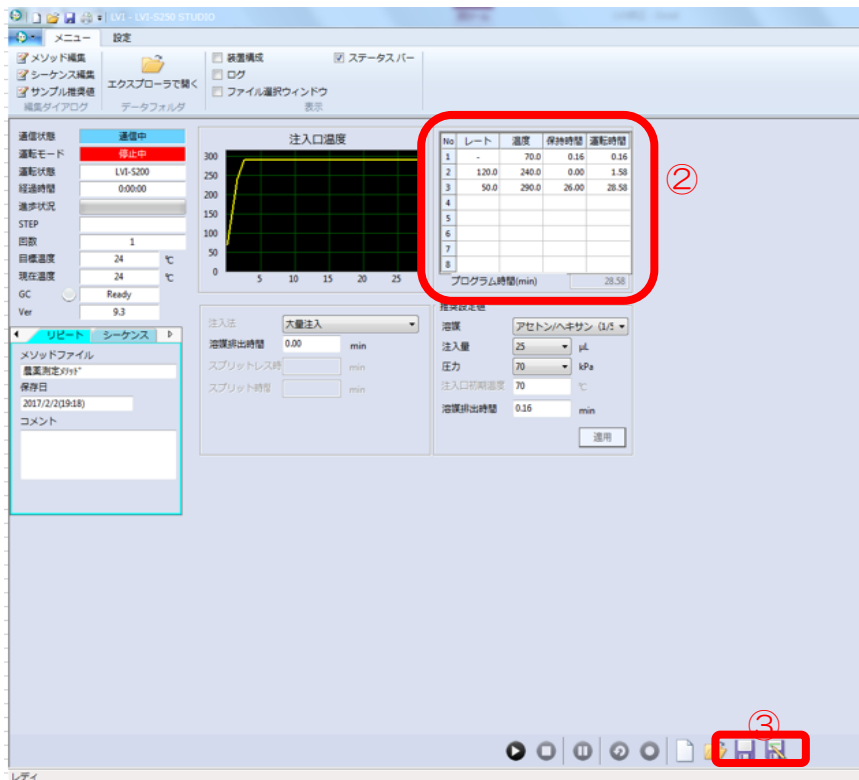 LVI - LVI-S250 STUDIO
メニュー 設定
メソッド編集
シーケンス編集
サンプル推奨値
編集ダイアログ
エクスプローラで開く
データフォルダ
装置構成 ステータス バー
ログ
ファイル選択ウィンドウ
表示
通信状態 通信中
運転モード 停止中
運転状態 LVI-S200
経過時間 0:00:00
進歩状況
STEP
回数 1
目標温度 24 ℃
現在温度 24 ℃
GC Ready
Ver 9.3
リピート シーケンス
メソッドファイル
農薬測定メソッド
保存日
2017/2/2(19:18)
コメント
注入口温度
300
250
200
150
100
50
0
5 10 15 20 25
No レート 温度 保持時間 運転時間
1 - 70.0 0.16 0.16
2 120.0 240.0 0.00 1.58
3 50.0 290.0 26.00 28.58
4
5
6
7
8
プログラム時間(min) 28.58
②
注入法 大量注入
溶媒排出時間 0.00 min
スプリットレス時 min
スプリット時間 min
推奨設定値
溶媒 アセトン/ヘキサン (1/5
注入量 25 μL
圧力 70 kPa
注入口初期温度 70 ℃
溶媒排出時間 0.16 min
適用
③
レディ